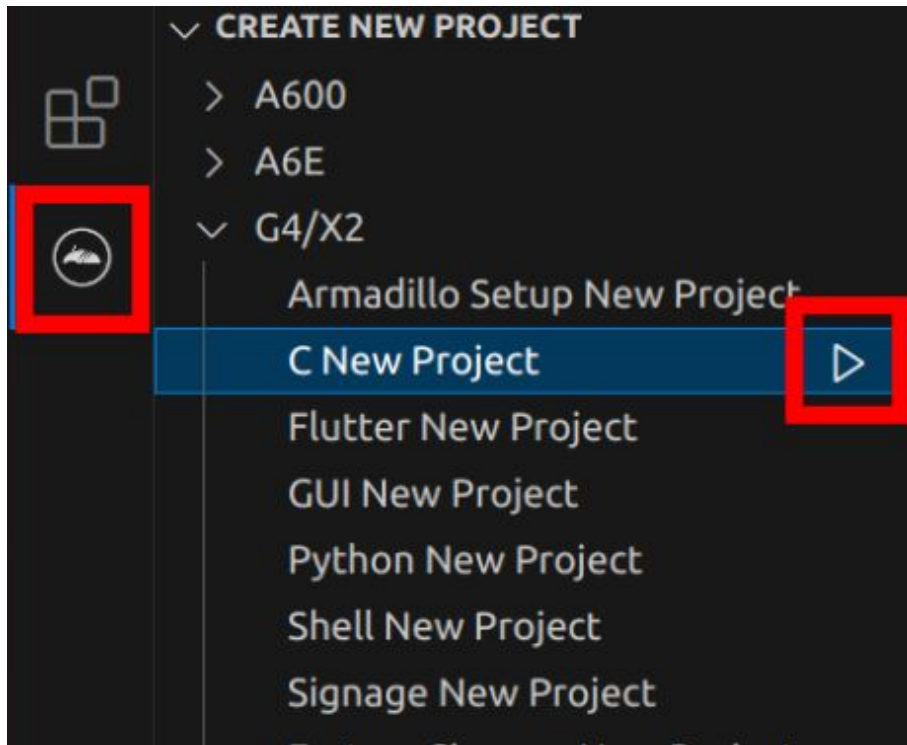 CREATE NEW PROJECT
A600
A6E
G4/X2
Armadillo Setup New Project
C New Project
Flutter New Project
GUI New Project
Python New Project
Shell New Project
Signage New Project